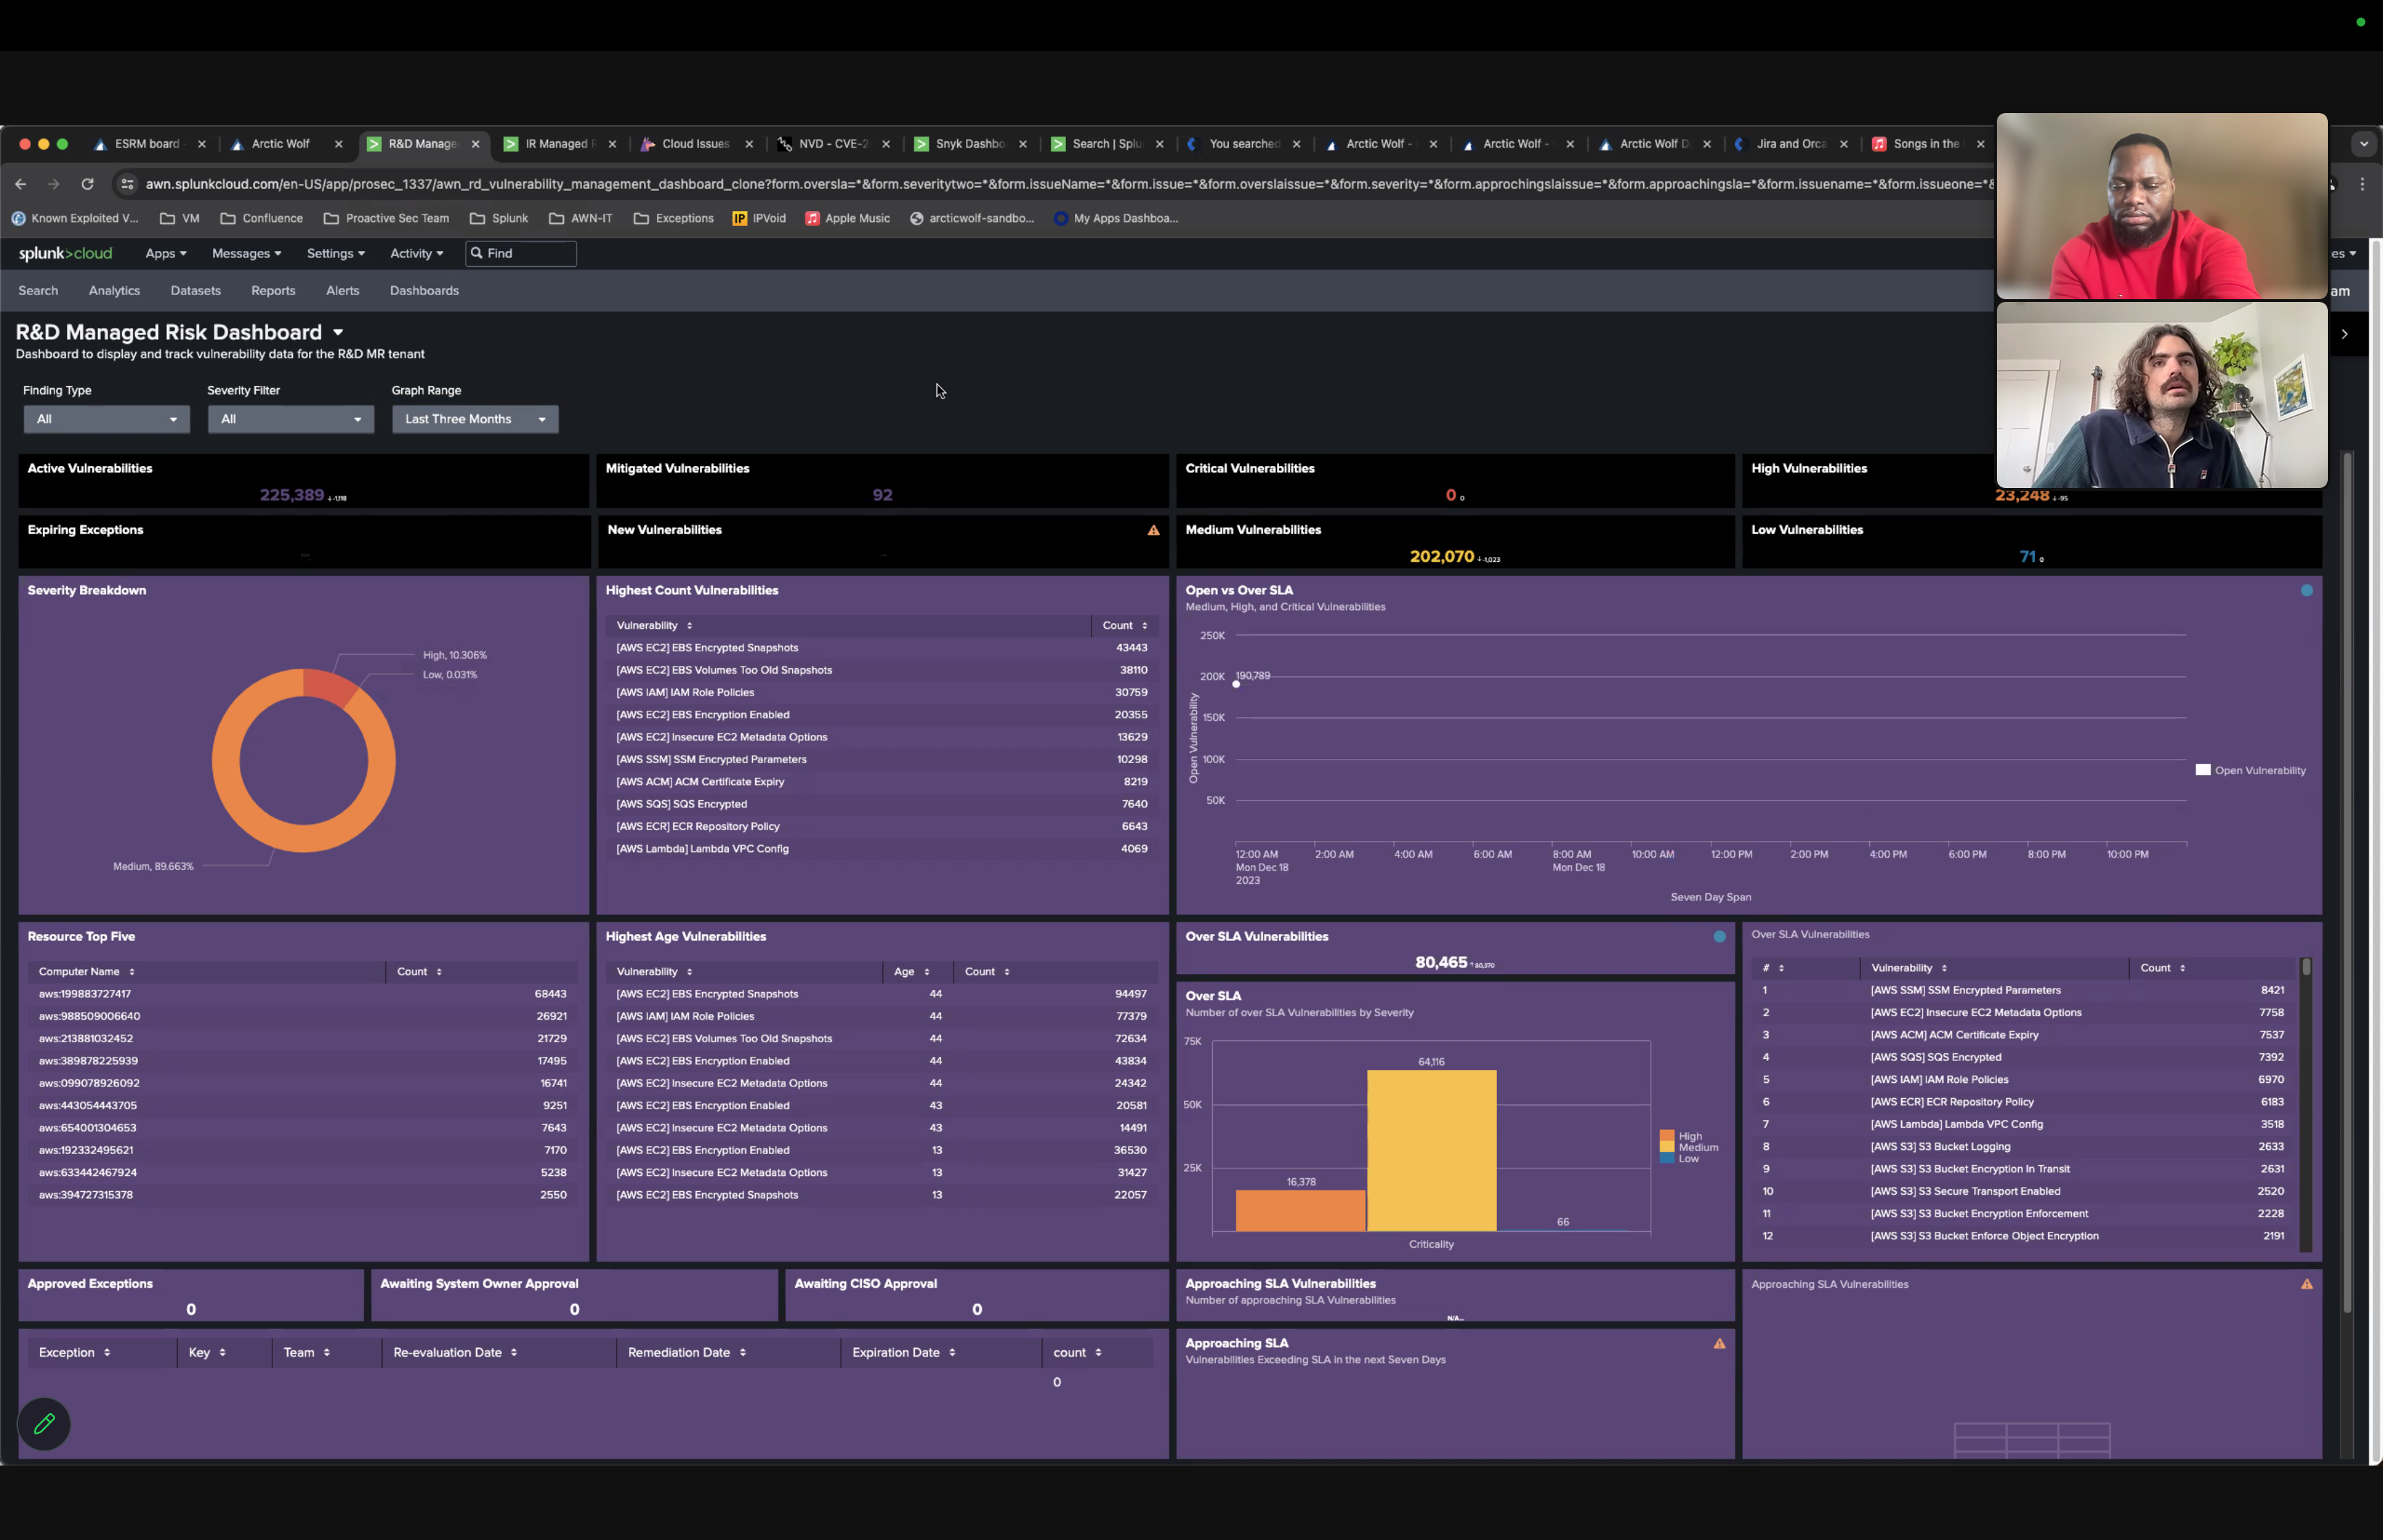 ESRM board
Arctic Wolf
R&D Manage
IR Managed R
Cloud Issues
NVD - CVE-2
Snyk Dashbo
Search | Splu
You searched
Arctic Wolf -
Arctic Wolf -
Arctic Wolf D
Jira and Orca
Songs in the
awn.splunkcloud.com/en-US/app/prosec_1337/awn_rd_vulnerability_management_dashboard_clone?form.oversla=*&form.severitytwo=*&form.issueName=*&form.issue=*&form.overslaissue=*&form.severity=*&form.approchingslaissue=*&form.approachingsla=*&form.issuename=*&form.issueone=*&
Known Exploited V...
VM
Confluence
Proactive Sec Team
Splunk
AWN-IT
Exceptions
IP IPVoid
Apple Music
arcticwolf-sandbo...
My Apps Dashboa...
splunk>cloud
Apps
Messages
Settings
Activity
Find
es
Search
Analytics
Datasets
Reports
Alerts
Dashboards
am
R&D Managed Risk Dashboard
Dashboard to display and track vulnerability data for the R&D MR tenant
Finding Type
Severity Filter
Graph Range
All
All
Last Three Months
Active Vulnerabilities
225,389
Mitigated Vulnerabilities
92
Critical Vulnerabilities
0 0
High Vulnerabilities
23,248 -95
Expiring Exceptions
New Vulnerabilities
Medium Vulnerabilities
202,070 -1,023
Low Vulnerabilities
71 0
Severity Breakdown
High, 10.306%
Low, 0.031%
Medium, 89.663%
Highest Count Vulnerabilities
Vulnerability Count
[AWS EC2] EBS Encrypted Snapshots 43443
[AWS EC2] EBS Volumes Too Old Snapshots 38110
[AWS IAM] IAM Role Policies 30759
[AWS EC2] EBS Encryption Enabled 20355
[AWS EC2] Insecure EC2 Metadata Options 13629
[AWS SSM] SSM Encrypted Parameters 10298
[AWS ACM] ACM Certificate Expiry 8219
[AWS SQS] SQS Encrypted 7640
[AWS ECR] ECR Repository Policy 6643
[AWS Lambda] Lambda VPC Config 4069
Open vs Over SLA
Medium, High, and Critical Vulnerabilities
250K
200K
150K
100K
50K
190,789
Open Vulnerability
Open Vulnerability
12:00 AM 2:00 AM 4:00 AM 6:00 AM 8:00 AM 10:00 AM 12:00 PM 2:00 PM 4:00 PM 6:00 PM 8:00 PM 10:00 PM
Mon Dec 18 Mon Dec 18
2023
Seven Day Span
Resource Top Five
Computer Name Count
aws:199883727417 68443
aws:988509006640 26921
aws:213881032452 21729
aws:389878225939 17495
aws:099078926092 16741
aws:443054443705 9251
aws:654001304653 7643
aws:192332495621 7170
aws:633442467924 5238
aws:394727315378 2550
Highest Age Vulnerabilities
Vulnerability Age Count
[AWS EC2] EBS Encrypted Snapshots 44 94497
[AWS IAM] IAM Role Policies 44 77379
[AWS EC2] EBS Volumes Too Old Snapshots 44 72634
[AWS EC2] EBS Encryption Enabled 44 43834
[AWS EC2] Insecure EC2 Metadata Options 44 24342
[AWS EC2] EBS Encryption Enabled 43 20581
[AWS EC2] Insecure EC2 Metadata Options 43 14491
[AWS EC2] EBS Encryption Enabled 13 36530
[AWS EC2] Insecure EC2 Metadata Options 13 31427
[AWS EC2] EBS Encrypted Snapshots 13 22057
Over SLA Vulnerabilities
80,465 80,370
Over SLA
Number of over SLA Vulnerabilities by Severity
75K
50K
25K
16,378
64,116
66
Criticality
High
Medium
Low
Over SLA Vulnerabilities
# Vulnerability Count
1 [AWS SSM] SSM Encrypted Parameters 8421
2 [AWS EC2] Insecure EC2 Metadata Options 7758
3 [AWS ACM] ACM Certificate Expiry 7537
4 [AWS SQS] SQS Encrypted 7392
5 [AWS IAM] IAM Role Policies 6970
6 [AWS ECR] ECR Repository Policy 6183
7 [AWS Lambda] Lambda VPC Config 3518
8 [AWS S3] S3 Bucket Logging 2633
9 [AWS S3] S3 Bucket Encryption In Transit 2631
10 [AWS S3] S3 Secure Transport Enabled 2520
11 [AWS S3] S3 Bucket Encryption Enforcement 2228
12 [AWS S3] S3 Bucket Enforce Object Encryption 2191
Approved Exceptions
0
Awaiting System Owner Approval
0
Awaiting CISO Approval
0
Approaching SLA Vulnerabilities
Number of approaching SLA Vulnerabilities
N/A...
Approaching SLA Vulnerabilities
Exception Key Team Re-evaluation Date Remediation Date Expiration Date count
0
Approaching SLA
Vulnerabilities Exceeding SLA in the next Seven Days